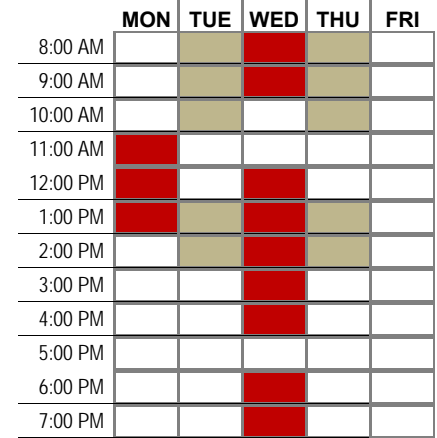 MON TUE WED THU FRI
8:00 AM
9:00 AM
10:00 AM
11:00 AM
12:00 PM
1:00 PM
2:00 PM
3:00 PM
4:00 PM
5:00 PM
6:00 PM
7:00 PM